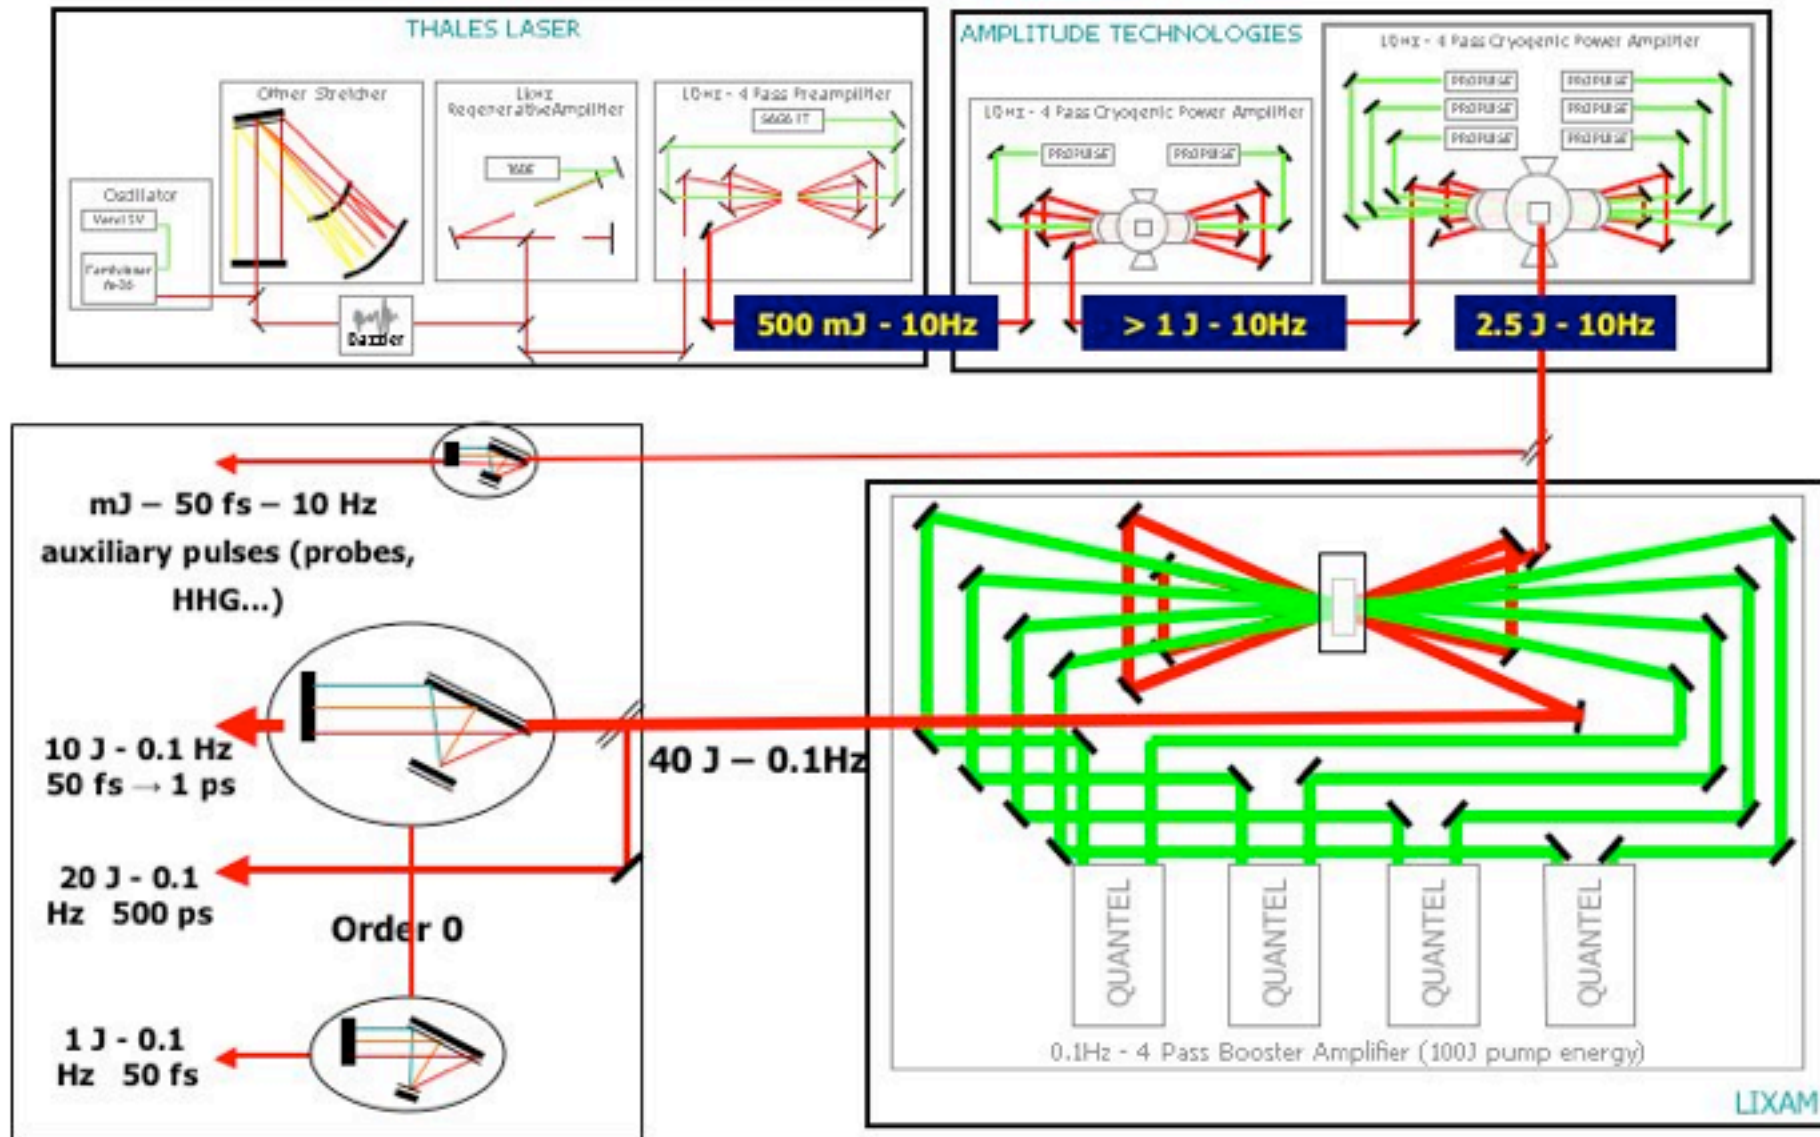 THALES LASER
AMPLITUDE TECHNOLOGIES
10Hz - 4 Pass Cryogenic Power Amplifier
Offner Stretcher
1kHz
Regenerative Amplifier
10Hz - 4 Pass Preamplifier
10Hz - 4 Pass Cryogenic Power Amplifier
PROPULSE
PROPULSE
PROPULSE
PROPULSE
PROPULSE
PROPULSE
PROPULSE
PROPULSE
Oscillator
Dazzler
500 mJ - 10Hz
> 1 J - 10Hz
2.5 J - 10Hz
mJ – 50 fs – 10 Hz
auxiliary pulses (probes,
HHG...)
10 J - 0.1 Hz
50 fs → 1 ps
40 J – 0.1Hz
20 J - 0.1
Hz 500 ps
Order 0
1 J - 0.1
Hz 50 fs
QUANTEL
QUANTEL
QUANTEL
QUANTEL
0.1Hz - 4 Pass Booster Amplifier (100J pump energy)
LIXAM